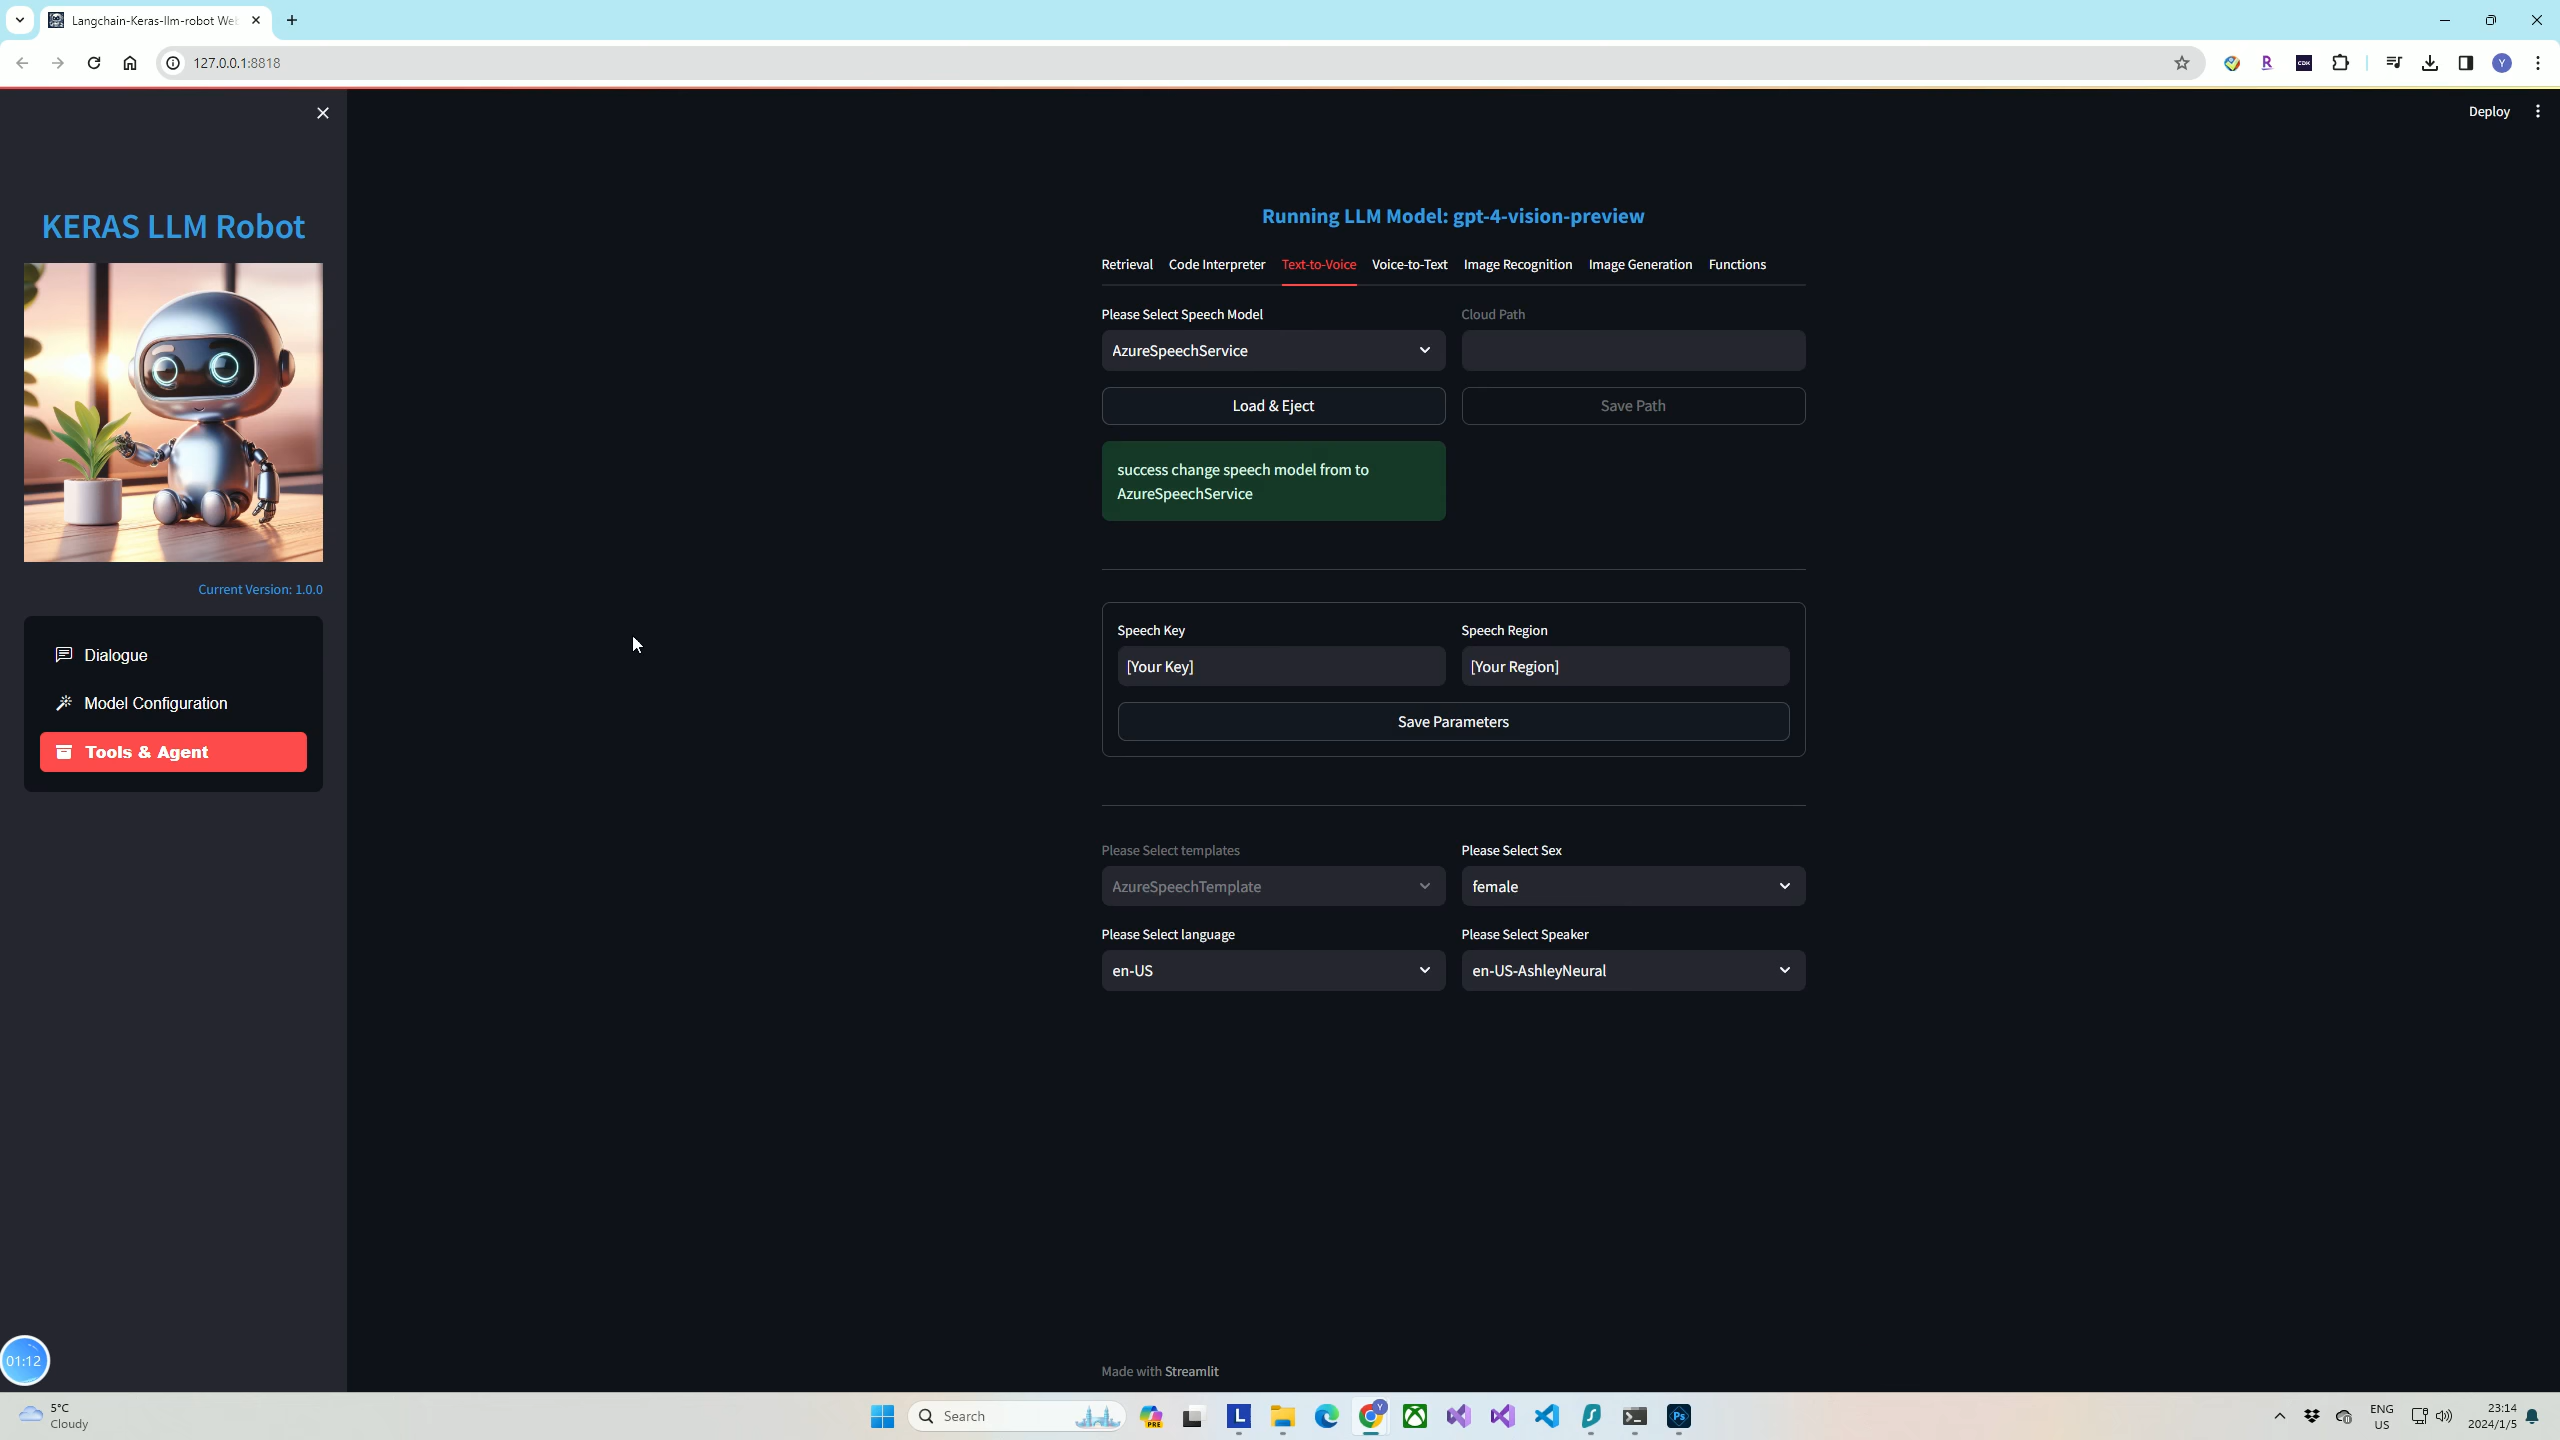 Langchain-Keras-llm-robot We
127.0.0.1:8818
R
CDK
Y
Deploy
KERAS LLM Robot
Current Version: 1.0.0
Dialogue
Model Configuration
Tools & Agent
Running LLM Model: gpt-4-vision-preview
Retrieval Code Interpreter Text-to-Voice Voice-to-Text Image Recognition Image Generation Functions
Please Select Speech Model Cloud Path
AzureSpeechService
Load & Eject Save Path
success change speech model from to
AzureSpeechService
Speech Key Speech Region
[Your Key] [Your Region]
Save Parameters
Please Select templates Please Select Sex
AzureSpeechTemplate female
Please Select language Please Select Speaker
en-US en-US-AshleyNeural
Made with Streamlit
01:12
5°C
Cloudy
Search
PRE
L
Y
Ps
ENG
US
23:14
2024/1/5